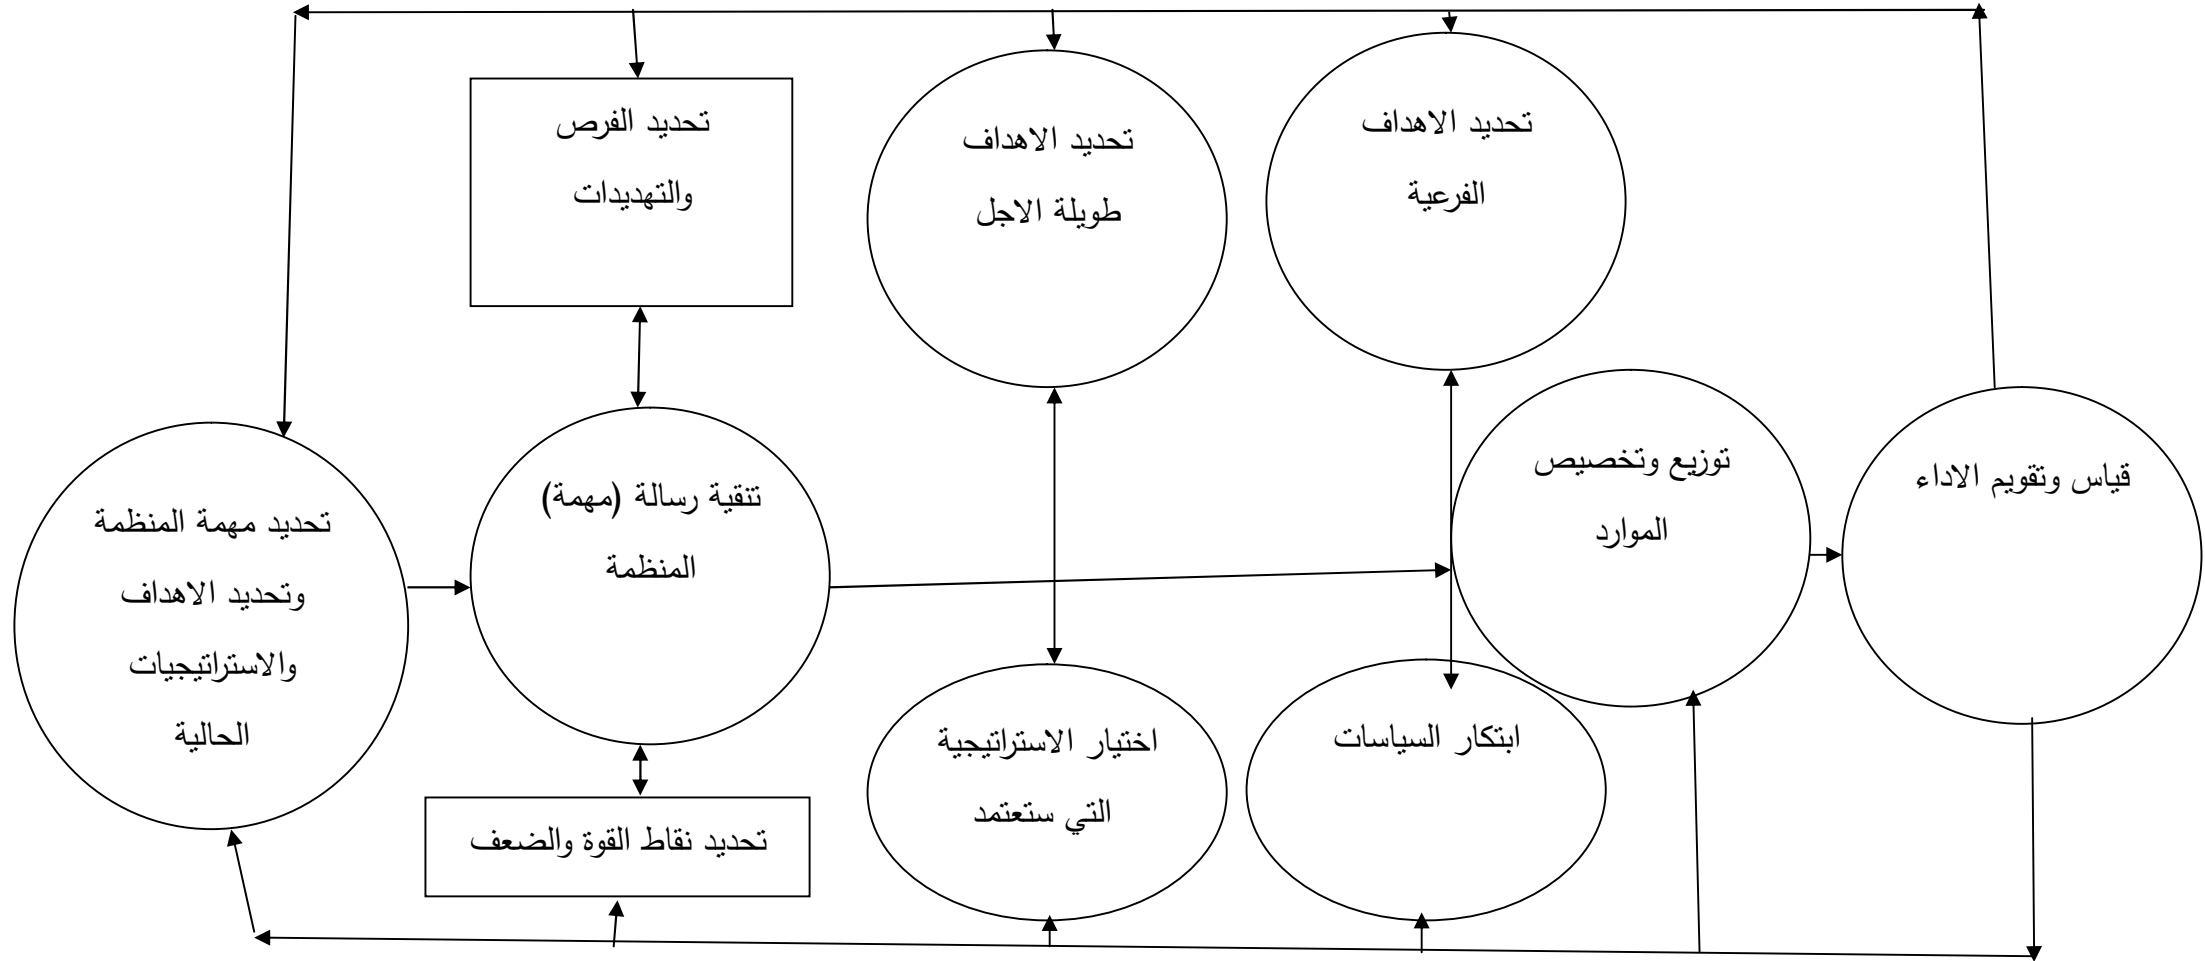 تحديد الفرص
والتهديدات
تحديد الاهداف
طويلة الاجل
تحديد الاهداف
الفرعية
تحديد مهمة المنظمة
وتحديد الاهداف
والاستراتيجيات
الحالية
تنقية رسالة (مهمة)
المنظمة
توزيع وتخصيص
الموارد
قياس وتقويم الاداء
تحديد نقاط القوة والضعف
اختيار الاستراتيجية
التي ستعتمد
ابتكار السياسات